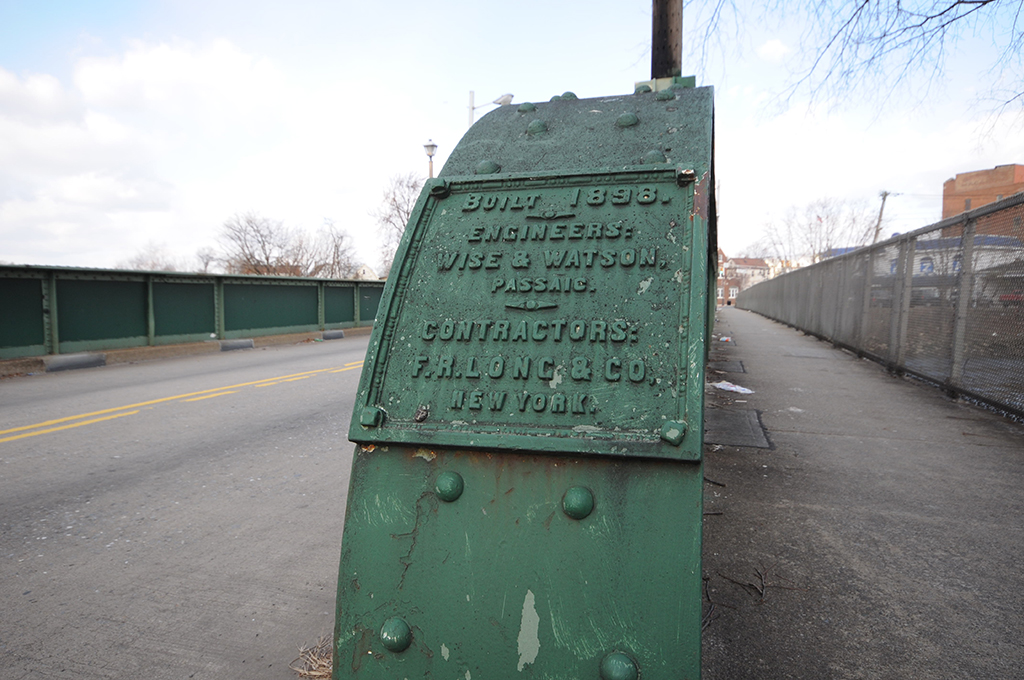 BUILT 1898.
ENGINEERS:
WISE & WATSON,
PASSAIC.
CONTRACTORS:
F.R.LONG & CO,
NEW YORK.